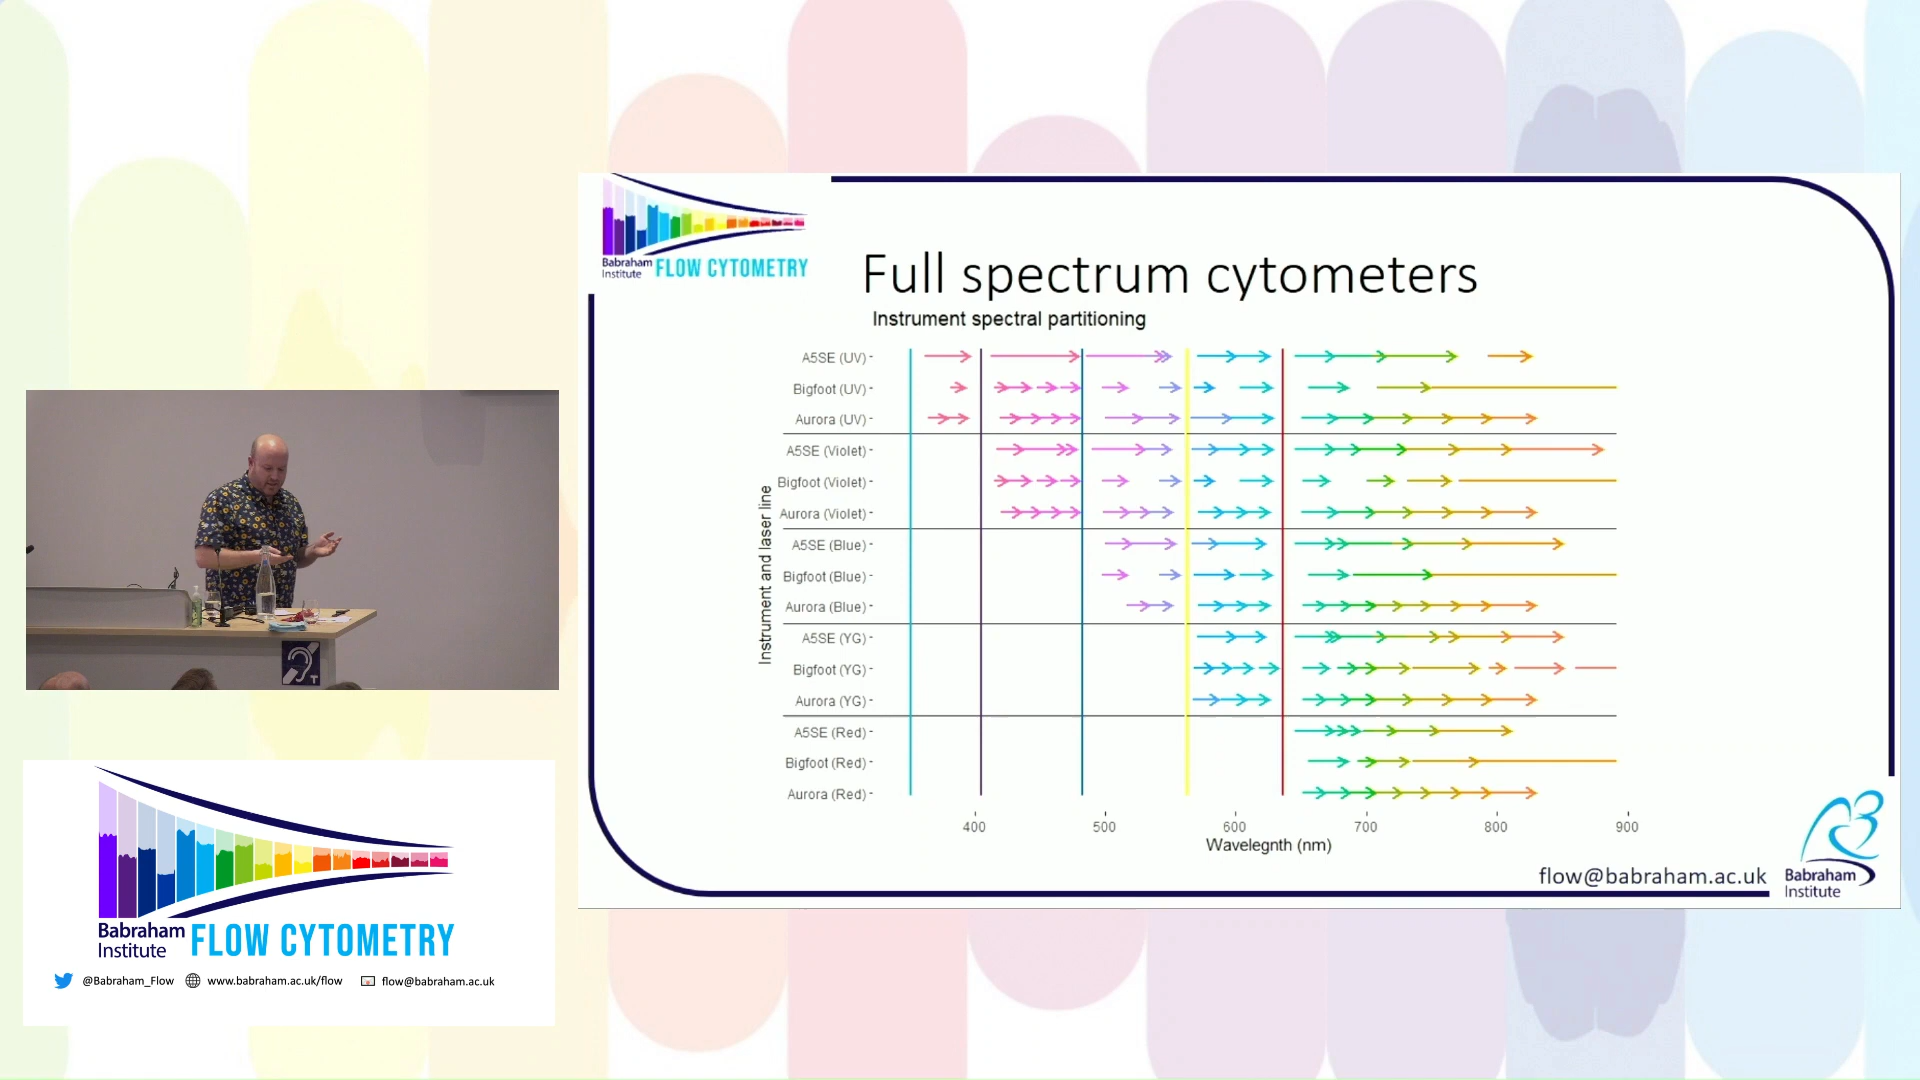 Babraham
Institute FLOW CYTOMETRY
Full spectrum cytometers
Instrument spectral partitioning
Instrument and laser line
A5SE (UV)
Bigfoot (UV)
Aurora (UV)
A5SE (Violet)
Bigfoot (Violet)
Aurora (Violet)
A5SE (Blue)
Bigfoot (Blue)
Aurora (Blue)
A5SE (YG)
Bigfoot (YG)
Aurora (YG)
A5SE (Red)
Bigfoot (Red)
Aurora (Red)
400 500 600 700 800 900
Wavelegnth (nm)
flow@babraham.ac.uk
Babraham
Institute
T
Babraham
Institute FLOW CYTOMETRY
@Babraham_Flow www.babraham.ac.uk/flow flow@babraham.ac.uk